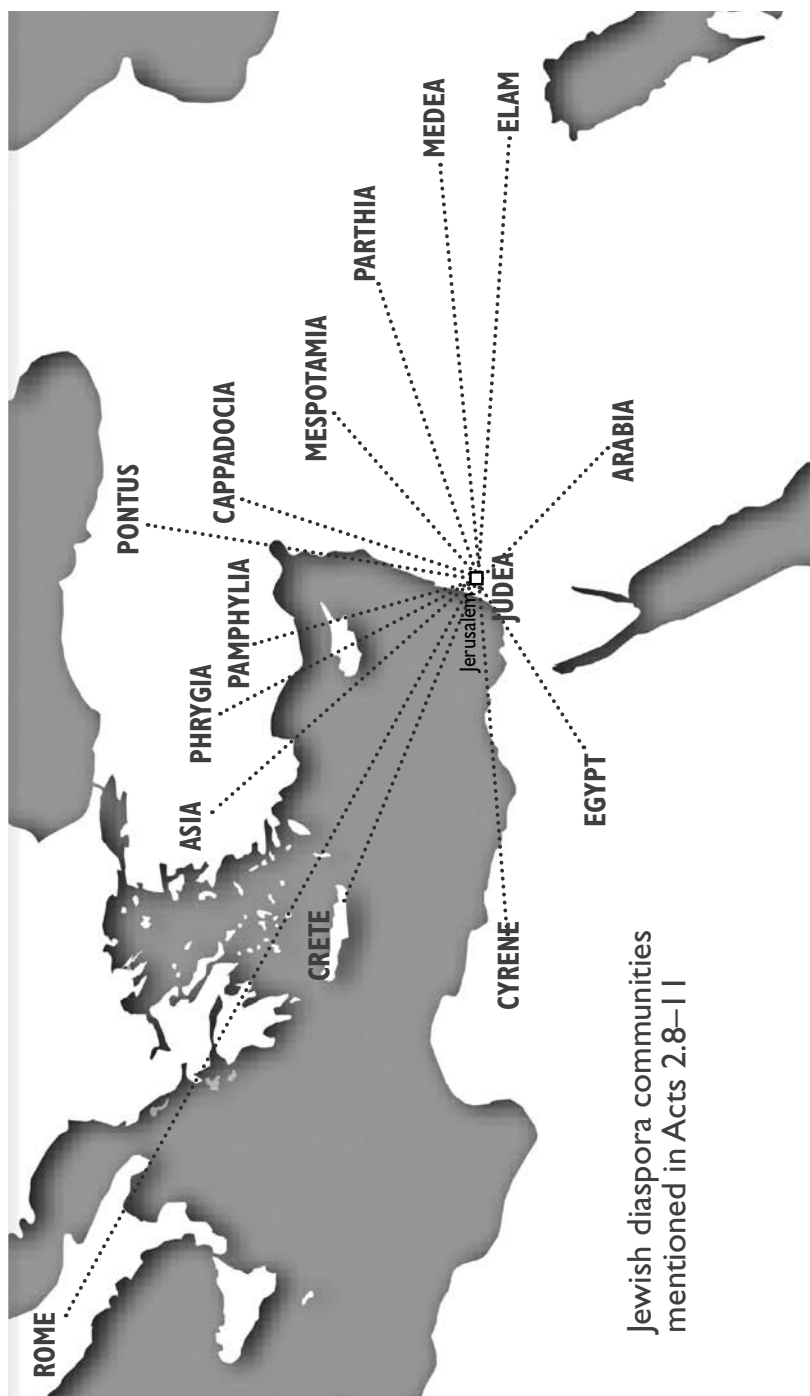 ROME
PONTUS
CAPPADOCIA
PHRYGIA
PAMPHYLIA
ASIA
MESPOTAMIA
PARTHIA
MEDEA
ELAM
CRETE
Jerusalem
JUDEA
CYRENE
EGYPT
ARABIA
Jewish diaspora communities
mentioned in Acts 2.8–11